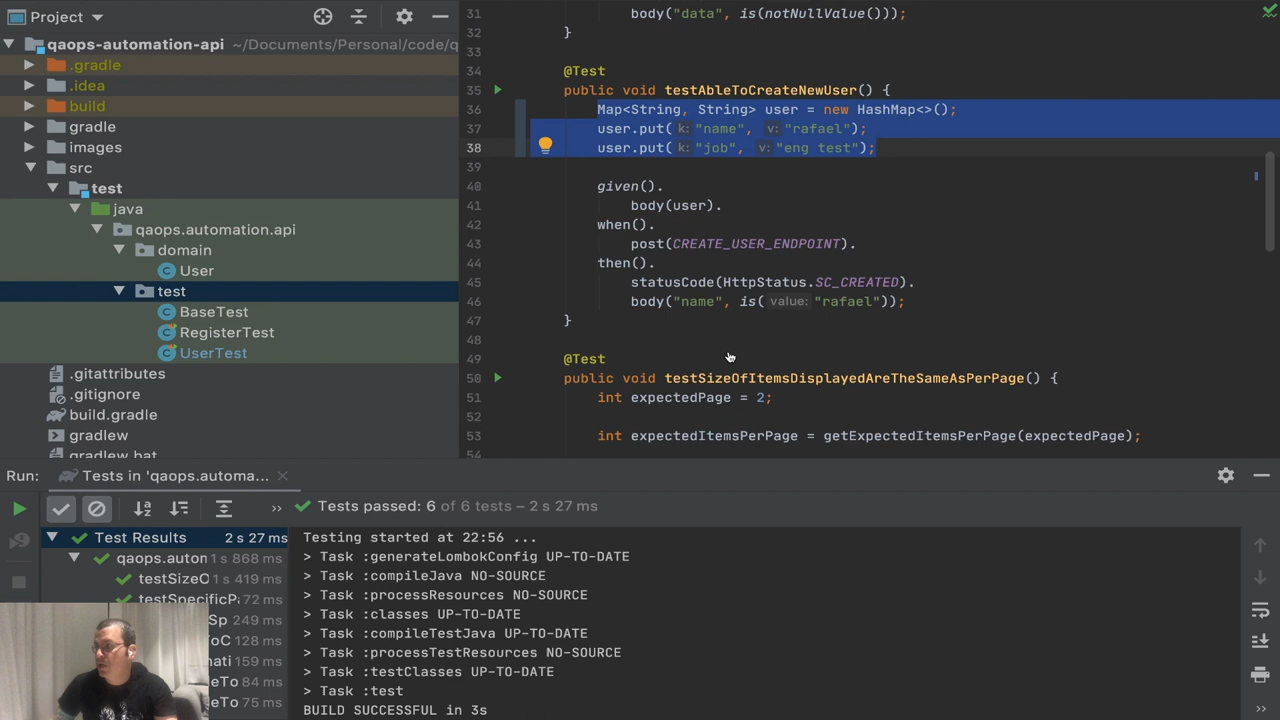 Project
qaops-automation-api ~/Documents/Personal/code/q
.gradle
.idea
build
gradle
images
src
test
java
qaops.automation.api
domain
User
test
BaseTest
RegisterTest
UserTest
.gitattributes
.gitignore
build.gradle
gradlew
gradlew.bat
31 body("data", is(notNullValue()));
32 }
33
34 @Test
35 public void testAbleToCreateNewUser() {
36 Map<String, String> user = new HashMap<>();
37 user.put( k: "name", v: "rafael");
38 user.put( k: "job", v: "eng test");
39
40 given().
41 body(user).
42 when().
43 post(CREATE_USER_ENDPOINT).
44 then().
45 statusCode(HttpStatus.SC_CREATED).
46 body("name", is( value: "rafael"));
47 }
48
49 @Test
50 public void testSizeOfItemsDisplayedAreTheSameAsPerPage() {
51 int expectedPage = 2;
52
53 int expectedItemsPerPage = getExpectedItemsPerPage(expectedPage);
54
Run: Tests in 'qaops.automa...
Tests passed: 6 of 6 tests – 2 s 27 ms
Test Results 2 s 27 ms
qaops.auton 1 s 868 ms
testSizeO 1 s 419 ms
testSpecificPa 72 ms
Sp 249 ms
oC 128 ms
nati 159 ms
eTo 84 ms
eTo 75 ms
Testing started at 22:56 ...
> Task :generateLombokConfig UP-TO-DATE
> Task :compileJava NO-SOURCE
> Task :processResources NO-SOURCE
> Task :classes UP-TO-DATE
> Task :compileTestJava UP-TO-DATE
> Task :processTestResources NO-SOURCE
> Task :testClasses UP-TO-DATE
> Task :test
BUILD SUCCESSFUL in 3s